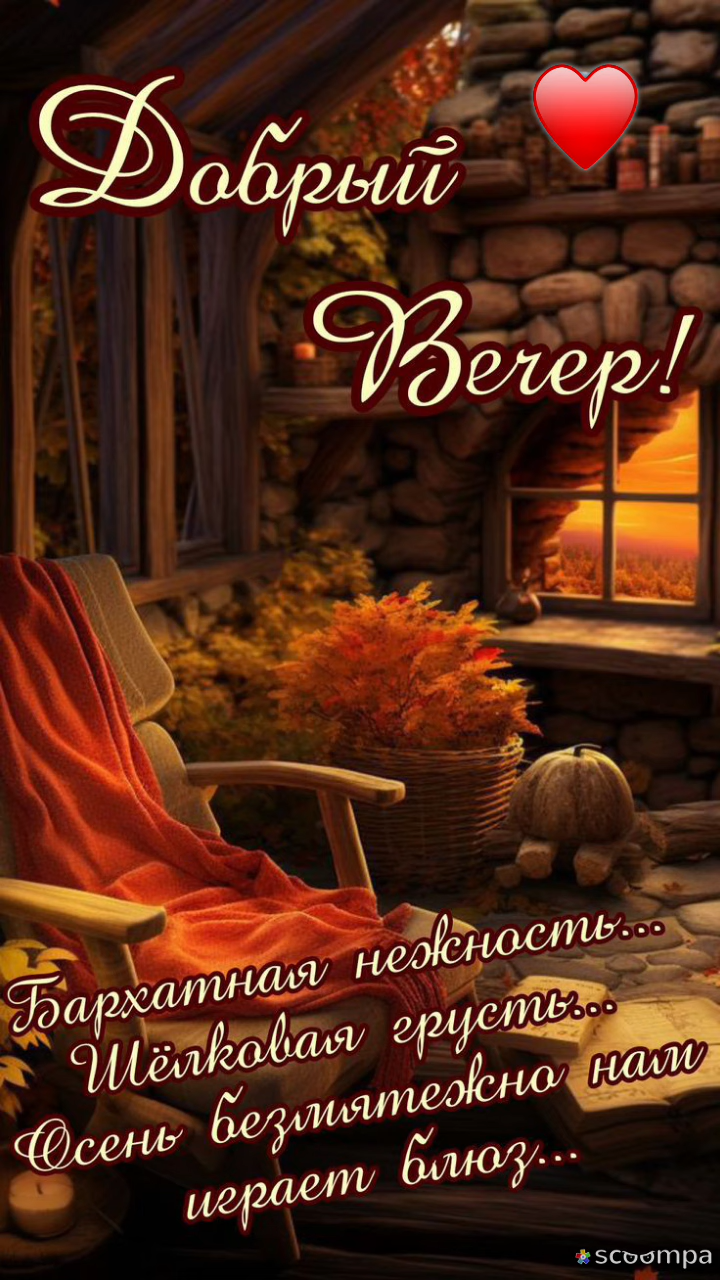 Добрый
Вечер!
Бархатная нежность...
Шёлковая грусть...
Осень безмятежно нам
играет блюз...
scoompa